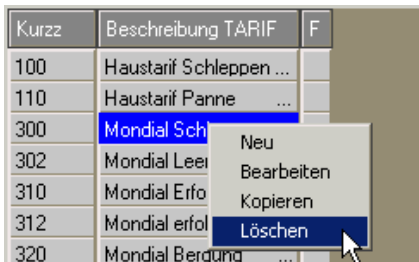 Kurzz Beschreibung TARIF F
100 Haustarif Schleppen ...
110 Haustarif Panne ...
300 Mondial Sch
302 Mondial Leer
310 Mondial Erfo
312 Mondial erfol
320 Mondial Bergung ...
Neu
Bearbeiten
Kopieren
Löschen